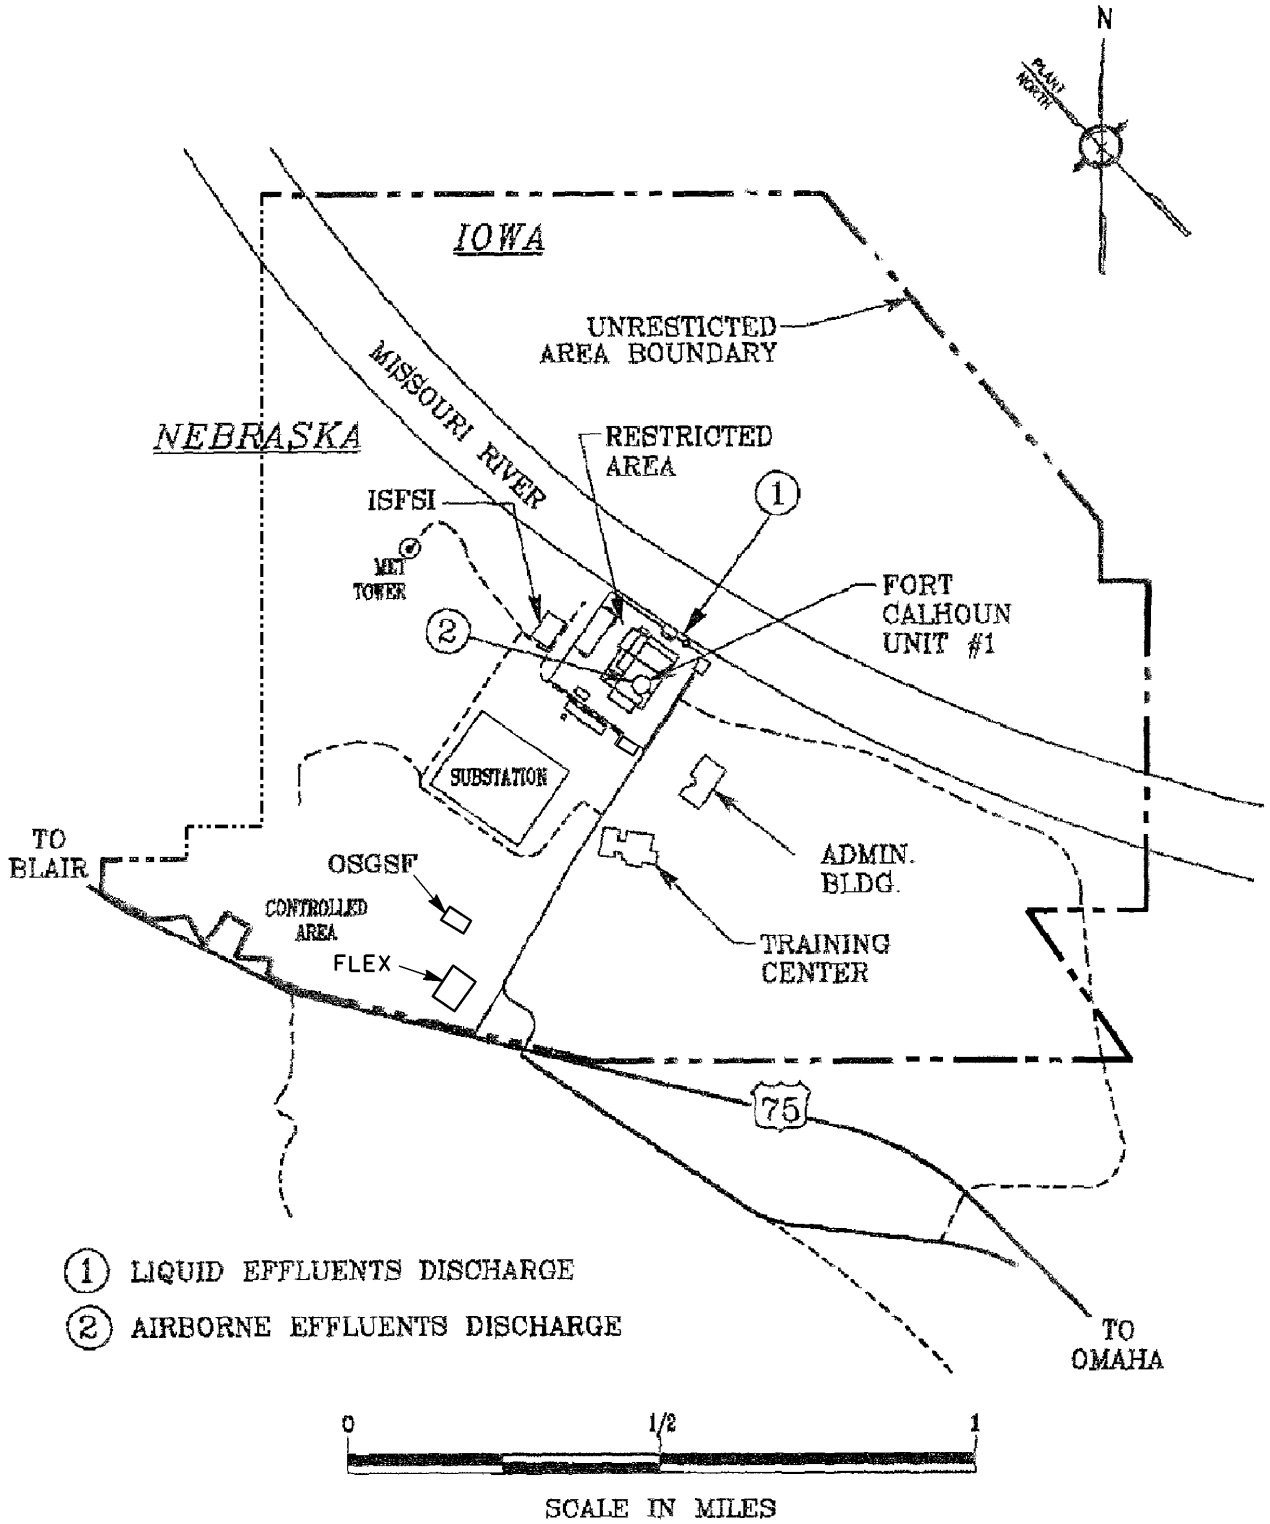 N
PLANT
NORTH
IOWA
UNRESTICTED
AREA BOUNDARY
MISSOURI RIVER
NEBRASKA
RESTRICTED
AREA
ISFSI
1
MET
TOWER
2
FORT
CALHOUN
UNIT #1
SUBSTATION
TO
BLAIR
OSGSF
ADMIN.
BLDG.
CONTROLLED
AREA
FLEX
TRAINING
CENTER
75
1 LIQUID EFFLUENTS DISCHARGE
2 AIRBORNE EFFLUENTS DISCHARGE
TO
OMAHA
0 1/2 1
SCALE IN MILES